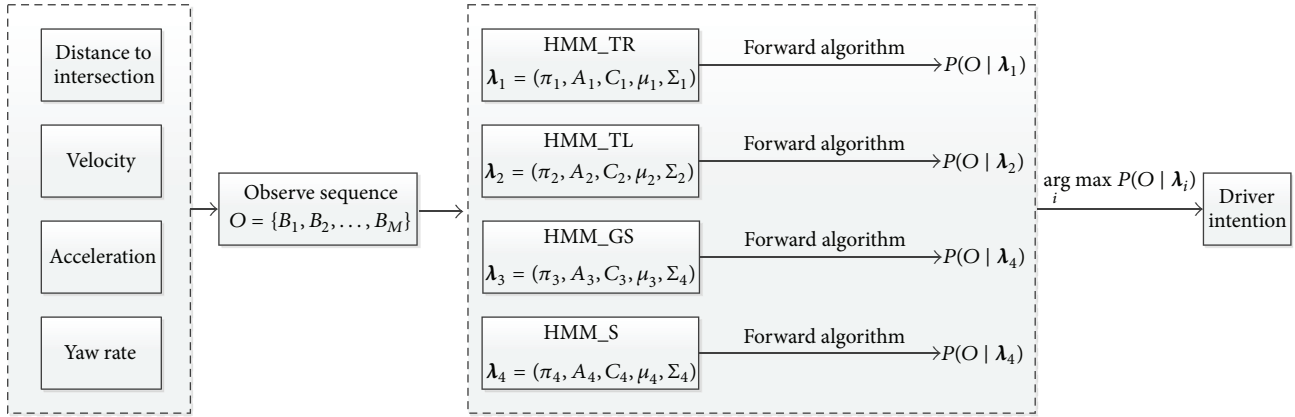 Distance to
intersection
Velocity
Acceleration
Yaw rate
Observe sequence
O = {B₁, B₂, . . . , B_M}
HMM_TR
λ₁ = (π₁, A₁, C₁, μ₁, Σ₁)
Forward algorithm
P(O | λ₁)
HMM_TL
λ₂ = (π₂, A₂, C₂, μ₂, Σ₂)
Forward algorithm
P(O | λ₂)
HMM_GS
λ₃ = (π₃, A₃, C₃, μ₃, Σ₄)
Forward algorithm
P(O | λ₄)
HMM_S
λ₄ = (π₄, A₄, C₄, μ₄, Σ₄)
Forward algorithm
P(O | λ₄)
arg max P(O | λᵢ)
i
Driver
intention